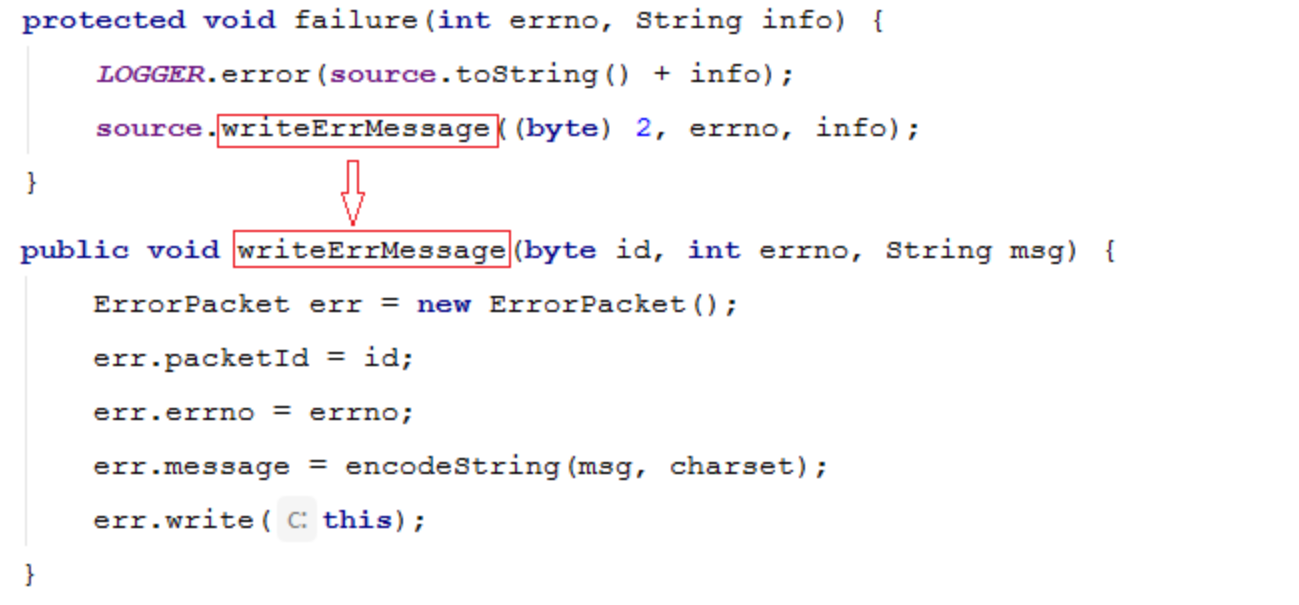 protected void failure(int errno, String info) {
LOGGER.error(source.toString() + info);
source.writeErrMessage((byte) 2, errno, info);
}
public void writeErrMessage(byte id, int errno, String msg) {
ErrorPacket err = new ErrorPacket();
err.packetId = id;
err.errno = errno;
err.message = encodeString(msg, charset);
err.write( c: this);
}